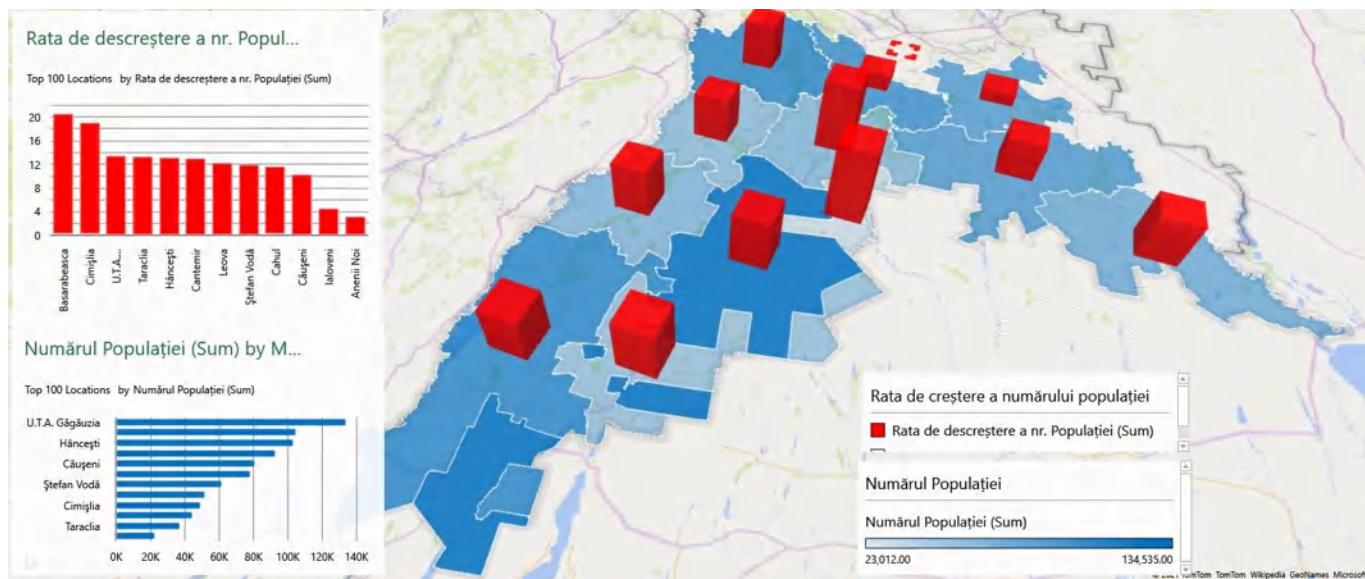 Rata de descreștere a nr. Popul...
Top 100 Locations by Rata de descreștere a nr. Populației (Sum)
20
16
12
8
4
0
Basarabeasca
Cimișlia
U.T.A....
Taraclia
Hâncești
Cantemir
Leova
Ștefan Vodă
Cahul
Căușeni
Ialoveni
Anenii Noi
Numărul Populației (Sum) by M...
Top 100 Locations by Numărul Populației (Sum)
U.T.A. Găgăuzia
Hâncești
Căușeni
Ștefan Vodă
Cimișlia
Taraclia
0K 20K 40K 60K 80K 100K 120K 140K
Rata de creștere a numărului populației
Rata de descreștere a nr. Populației (Sum)
Numărul Populației
Numărul Populației (Sum)
23,012.00 134,535.00
TomTom Wikipedia GeoNames Microsof